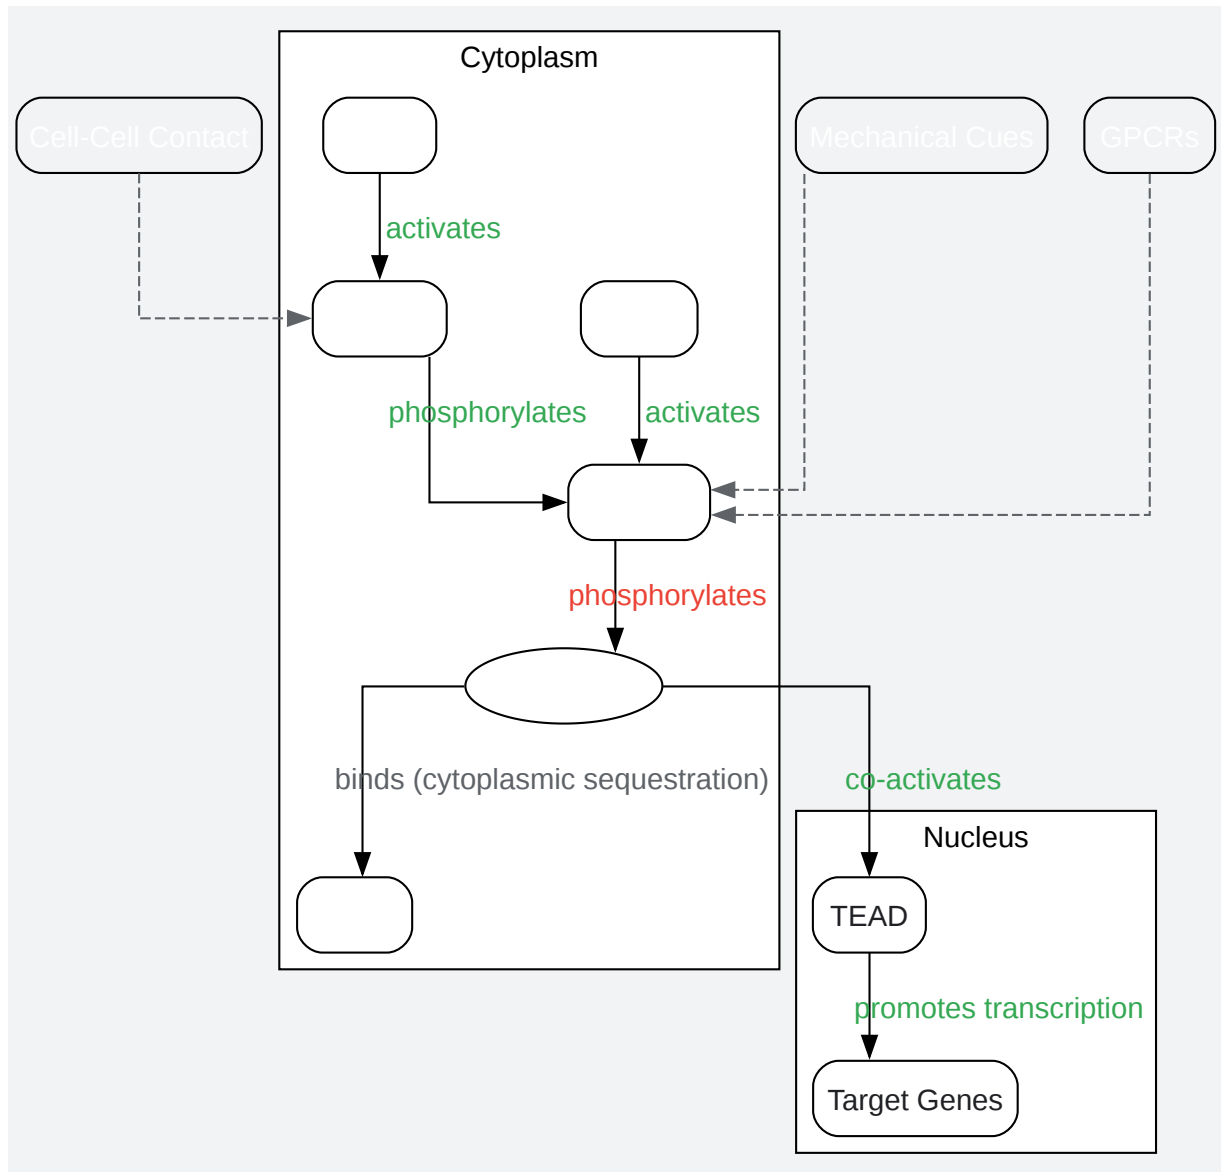 Cytoplasm
Cell-Cell Contact
Mechanical Cues
GPCRs
activates
phosphorylates
activates
phosphorylates
binds (cytoplasmic sequestration)
co-activates
Nucleus
TEAD
promotes transcription
Target Genes